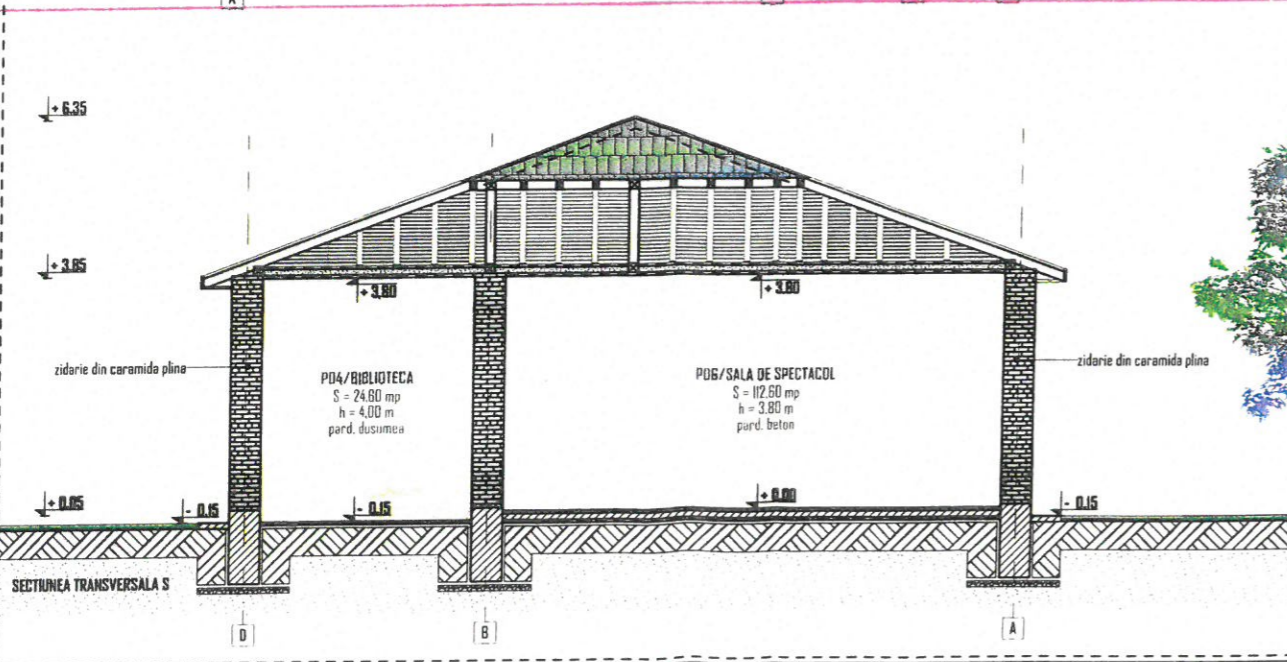 + 6.35
+ 3.85
+ 3.80
+ 3.80
zidarie din caramida plina
zidarie din caramida plina
P04/BIBLIOTECA
S = 24.60 mp
h = 4,00 m
pard. dusumea
P06/SALA DE SPECTACOL
S = 112.60 mp
h = 3.80 m
pard. beton
+ 0.05
- 0.15
- 0.15
+ 0.00
- 0.15
SECTIUNEA TRANSVERSALA S
D
B
A